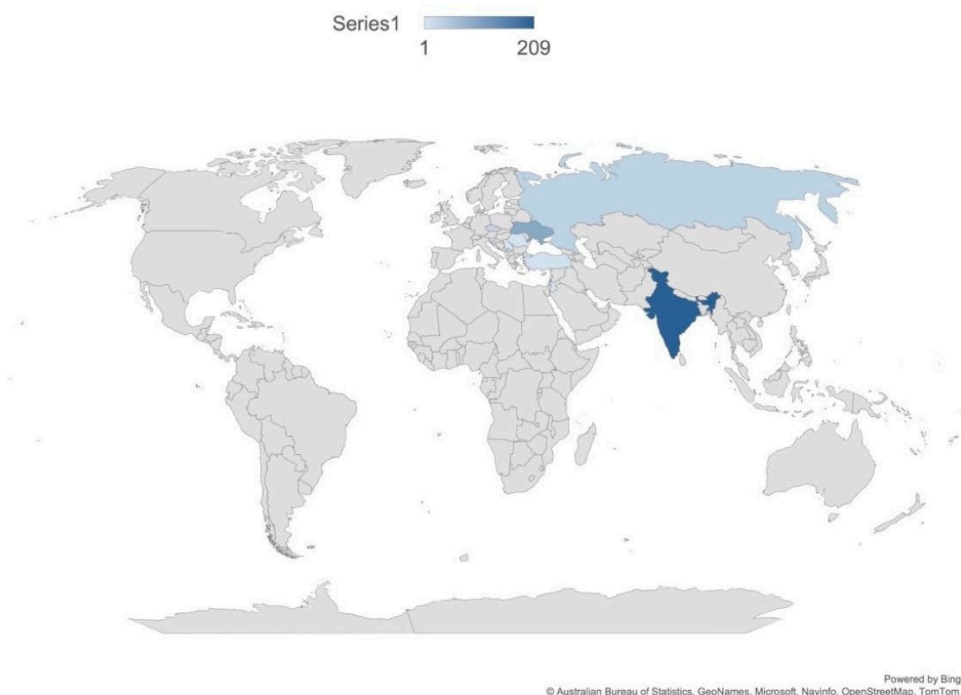 Series1
1 209
Powered by Bing
© Australian Bureau of Statistics, GeoNames, Microsoft, Navinfo, OpenStreetMap, TomTom